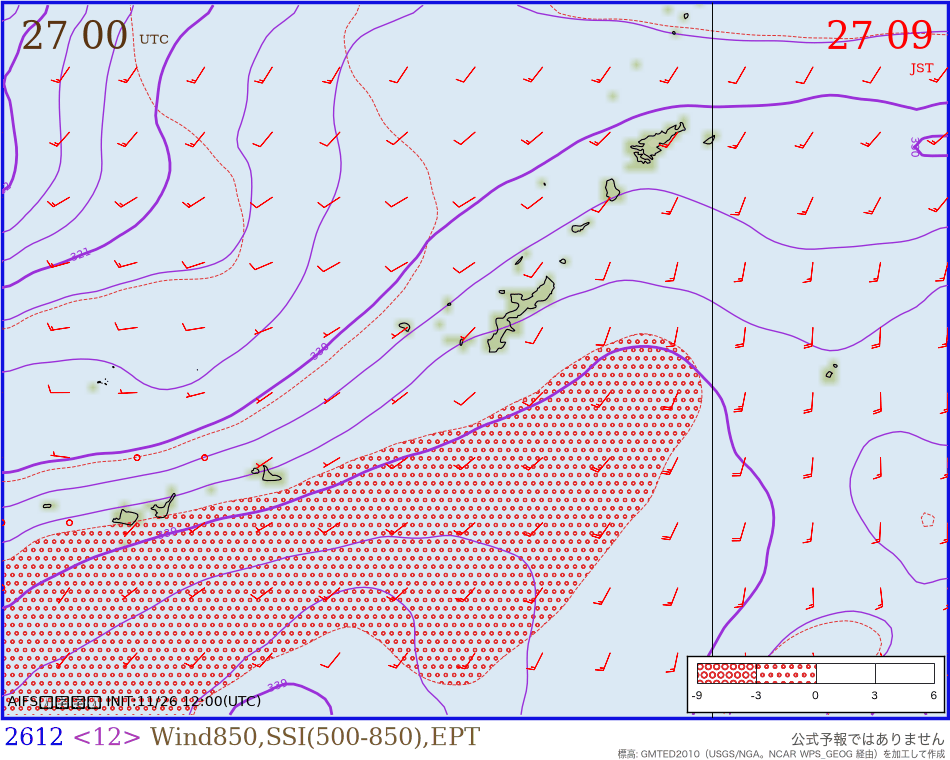 27 00 UTC
27 09
JST
330
321
330
339
AIFS INIT:11/26 12:00(UTC)
-9 -3 0 3 6
2612 <12> Wind850,SSI(500-850),EPT
公式予報ではありません
標高: GMTED2010（USGS/NGA。NCAR WPS_GEOG 経由）を加工して作成